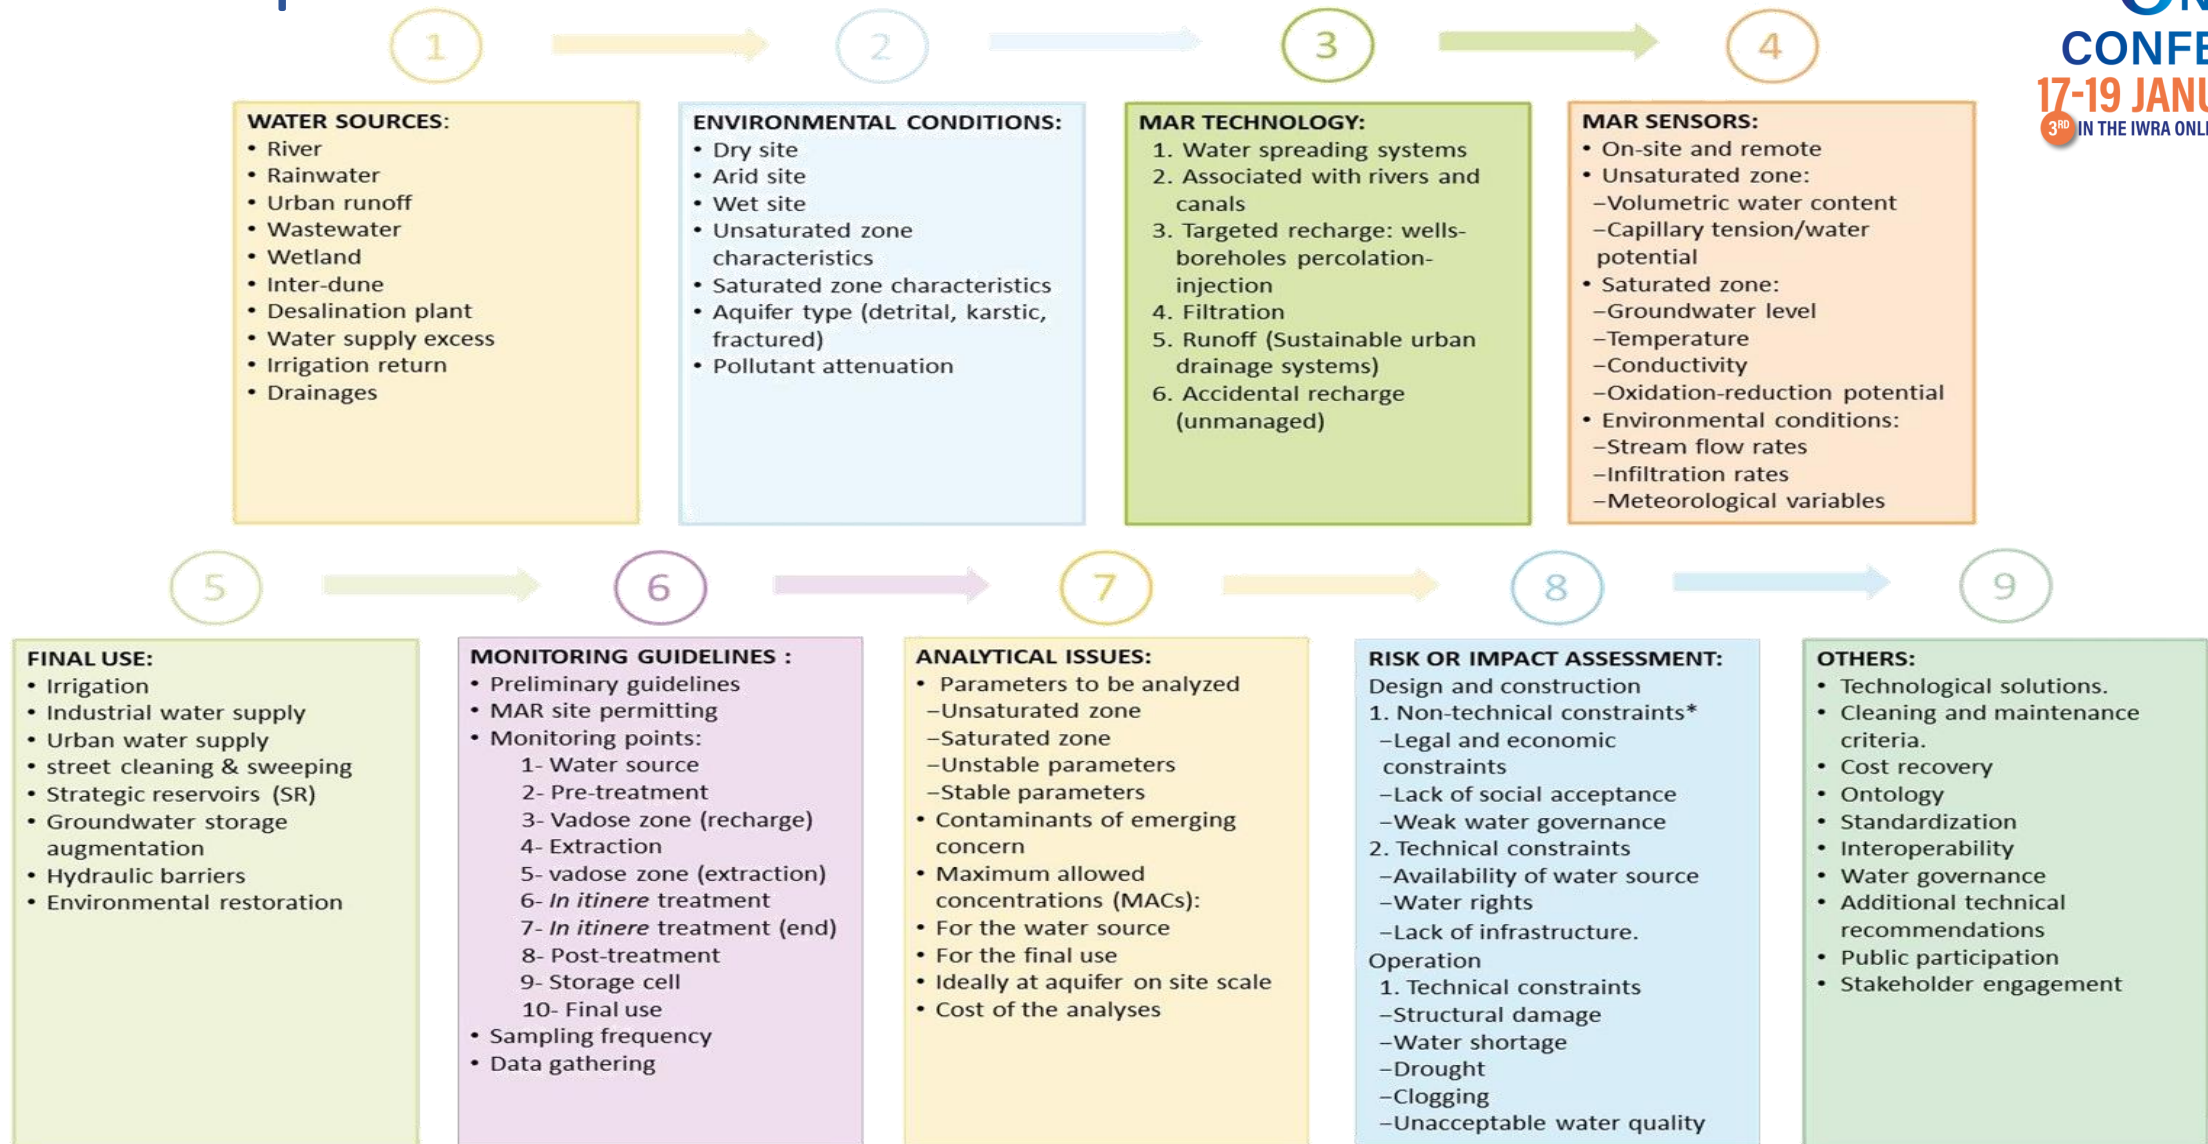 CONFE
17-19 JANU
3RD IN THE IWRA ONLI
1
2
3
4
WATER SOURCES:
• River
• Rainwater
• Urban runoff
• Wastewater
• Wetland
• Inter-dune
• Desalination plant
• Water supply excess
• Irrigation return
• Drainages
ENVIRONMENTAL CONDITIONS:
• Dry site
• Arid site
• Wet site
• Unsaturated zone
characteristics
• Saturated zone characteristics
• Aquifer type (detrital, karstic,
fractured)
• Pollutant attenuation
MAR TECHNOLOGY:
1. Water spreading systems
2. Associated with rivers and
canals
3. Targeted recharge: wells-
boreholes percolation-
injection
4. Filtration
5. Runoff (Sustainable urban
drainage systems)
6. Accidental recharge
(unmanaged)
MAR SENSORS:
• On-site and remote
• Unsaturated zone:
–Volumetric water content
–Capillary tension/water
potential
• Saturated zone:
–Groundwater level
–Temperature
–Conductivity
–Oxidation-reduction potential
• Environmental conditions:
–Stream flow rates
–Infiltration rates
–Meteorological variables
5
6
7
8
9
FINAL USE:
• Irrigation
• Industrial water supply
• Urban water supply
• street cleaning & sweeping
• Strategic reservoirs (SR)
• Groundwater storage
augmentation
• Hydraulic barriers
• Environmental restoration
MONITORING GUIDELINES :
• Preliminary guidelines
• MAR site permitting
• Monitoring points:
1- Water source
2- Pre-treatment
3- Vadose zone (recharge)
4- Extraction
5- vadose zone (extraction)
6- In itinere treatment
7- In itinere treatment (end)
8- Post-treatment
9- Storage cell
10- Final use
• Sampling frequency
• Data gathering
ANALYTICAL ISSUES:
• Parameters to be analyzed
–Unsaturated zone
–Saturated zone
–Unstable parameters
–Stable parameters
• Contaminants of emerging
concern
• Maximum allowed
concentrations (MACs):
• For the water source
• For the final use
• Ideally at aquifer on site scale
• Cost of the analyses
RISK OR IMPACT ASSESSMENT:
Design and construction
1. Non-technical constraints*
–Legal and economic
constraints
–Lack of social acceptance
–Weak water governance
2. Technical constraints
–Availability of water source
–Water rights
–Lack of infrastructure.
Operation
1. Technical constraints
–Structural damage
–Water shortage
–Drought
–Clogging
–Unacceptable water quality
OTHERS:
• Technological solutions.
• Cleaning and maintenance
criteria.
• Cost recovery
• Ontology
• Standardization
• Interoperability
• Water governance
• Additional technical
recommendations
• Public participation
• Stakeholder engagement